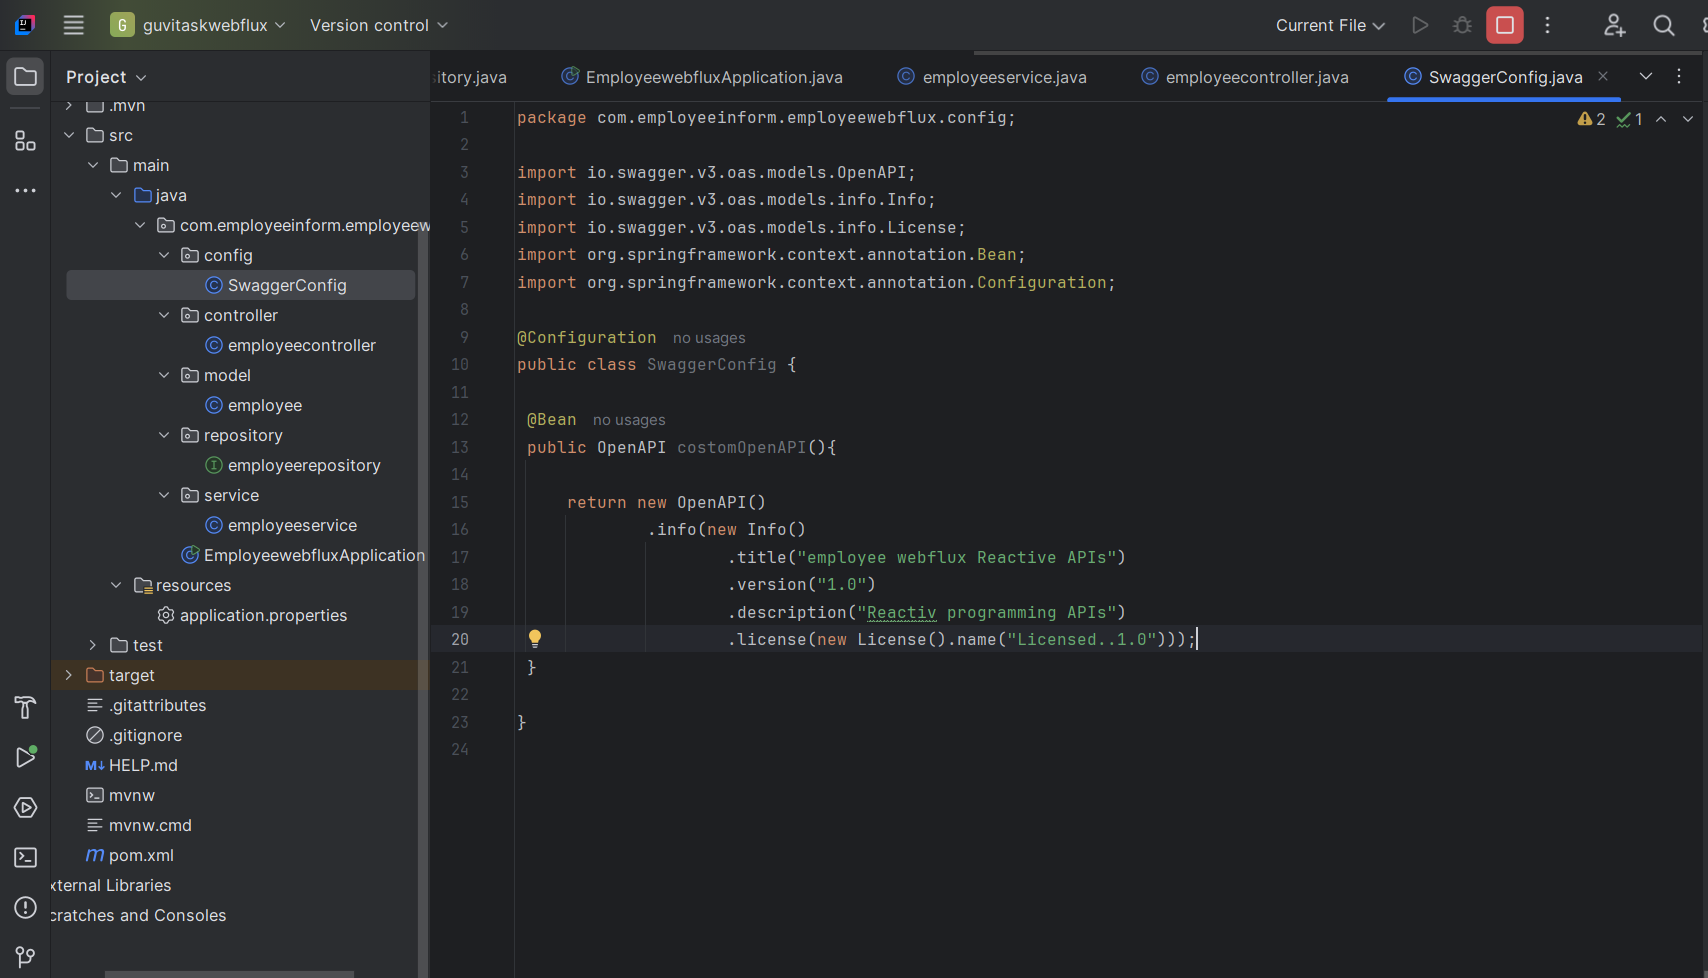 G guvitaskwebflux Version control Current File
Project
itory.java EmployeewebfluxApplication.java employeeservice.java employeecontroller.java SwaggerConfig.java
.mvn
src
main
java
com.employeeinform.employeew
config
SwaggerConfig
controller
employeecontroller
model
employee
repository
employeerepository
service
employeeservice
EmployeewebfluxApplication
resources
application.properties
test
target
.gitattributes
.gitignore
HELP.md
mvnw
mvnw.cmd
pom.xml
xternal Libraries
cratches and Consoles
2 1
1 package com.employeeinform.employeewebflux.config;
2
3 import io.swagger.v3.oas.models.OpenAPI;
4 import io.swagger.v3.oas.models.info.Info;
5 import io.swagger.v3.oas.models.info.License;
6 import org.springframework.context.annotation.Bean;
7 import org.springframework.context.annotation.Configuration;
8
9 @Configuration no usages
10 public class SwaggerConfig {
11
12 @Bean no usages
13 public OpenAPI costomOpenAPI(){
14
15 return new OpenAPI()
16 .info(new Info()
17 .title("employee webflux Reactive APIs")
18 .version("1.0")
19 .description("Reactiv programming APIs")
20 .license(new License().name("Licensed..1.0")));
21 }
22
23 }
24